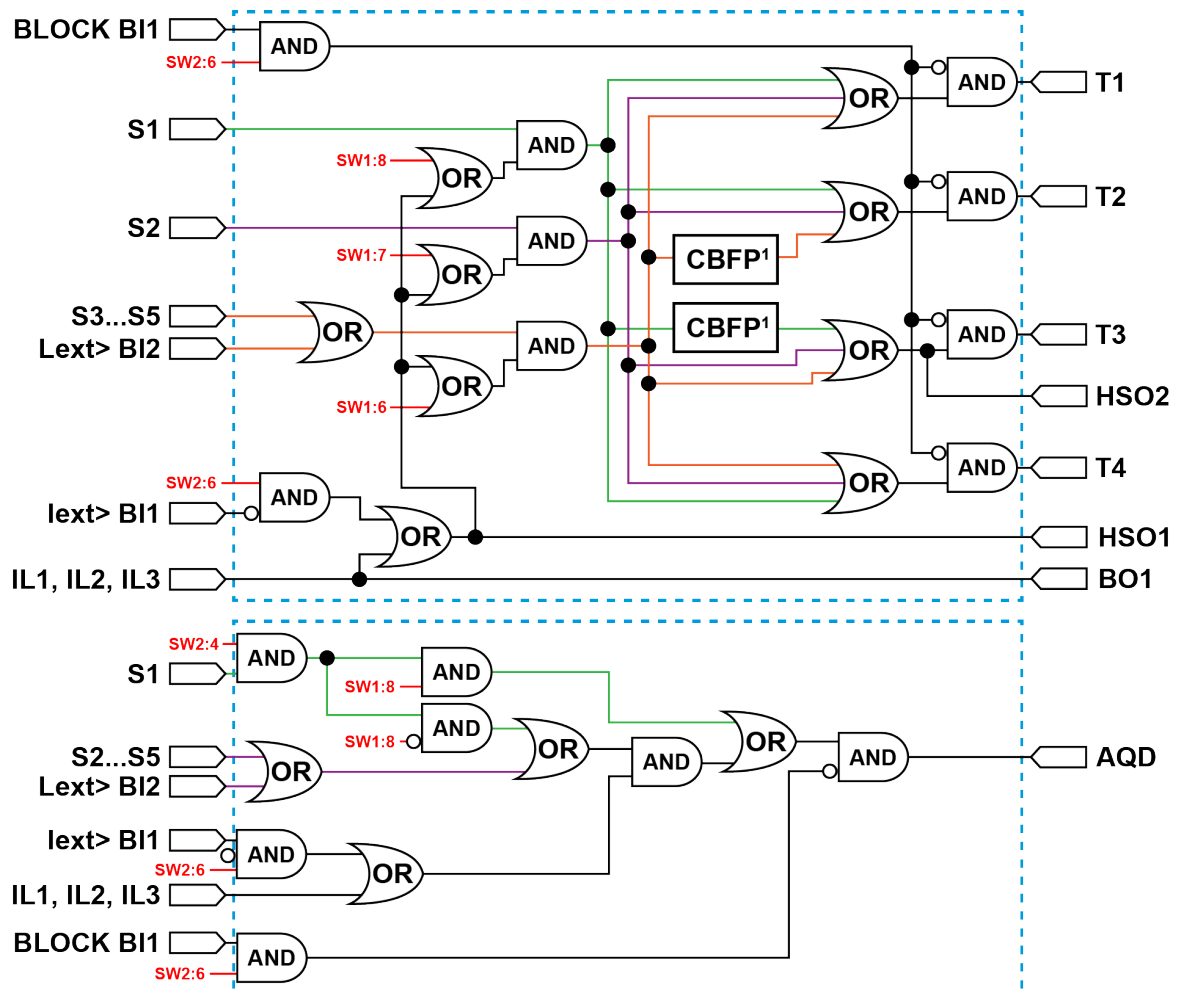 BLOCK BI1
AND
SW2:6
AND
T1
OR
S1
AND
SW1:8
OR
AND
T2
OR
S2
AND
SW1:7
OR
CBFP¹
S3...S5
OR
CBFP¹
AND
T3
Lext> BI2
AND
OR
OR
SW1:6
HSO2
AND
T4
SW2:6
AND
OR
Iext> BI1
OR
HSO1
IL1, IL2, IL3
BO1
SW2:4
AND
S1
AND
SW1:8
AND
SW1:8
OR
OR
S2...S5
OR
AND
AND
AQD
Lext> BI2
Iext> BI1
AND
SW2:6
OR
IL1, IL2, IL3
BLOCK BI1
AND
SW2:6